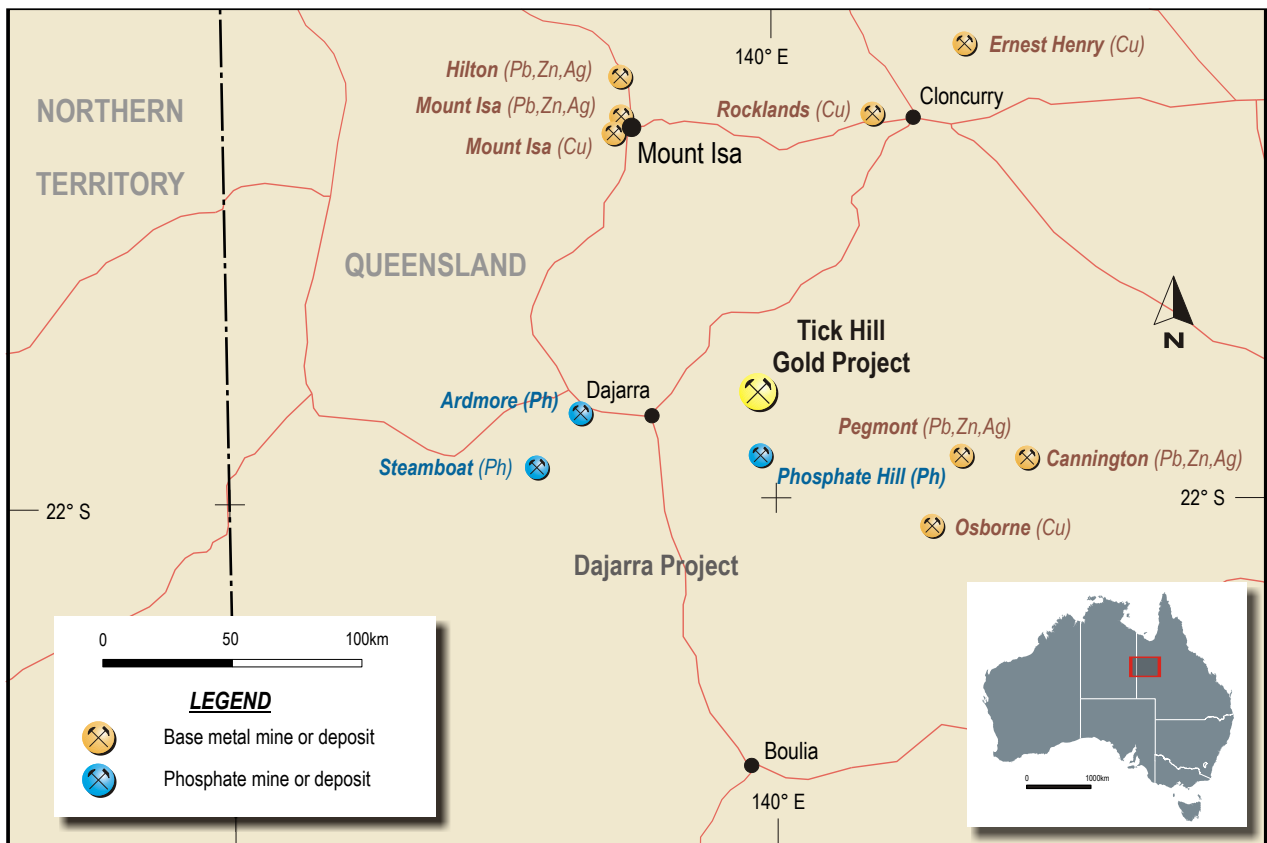 140° E
Ernest Henry (Cu)
Hilton (Pb,Zn,Ag)
Cloncurry
NORTHERN
TERRITORY
Mount Isa (Pb,Zn,Ag)
Rocklands (Cu)
Mount Isa (Cu)
Mount Isa
QUEENSLAND
Tick Hill
Gold Project
N
Ardmore (Ph)
Dajarra
Pegmont (Pb,Zn,Ag)
Steamboat (Ph)
Phosphate Hill (Ph)
Cannington (Pb,Zn,Ag)
22° S
22° S
Osborne (Cu)
Dajarra Project
0 50 100km
LEGEND
Base metal mine or deposit
Phosphate mine or deposit
Boulia
140° E
0 1000km